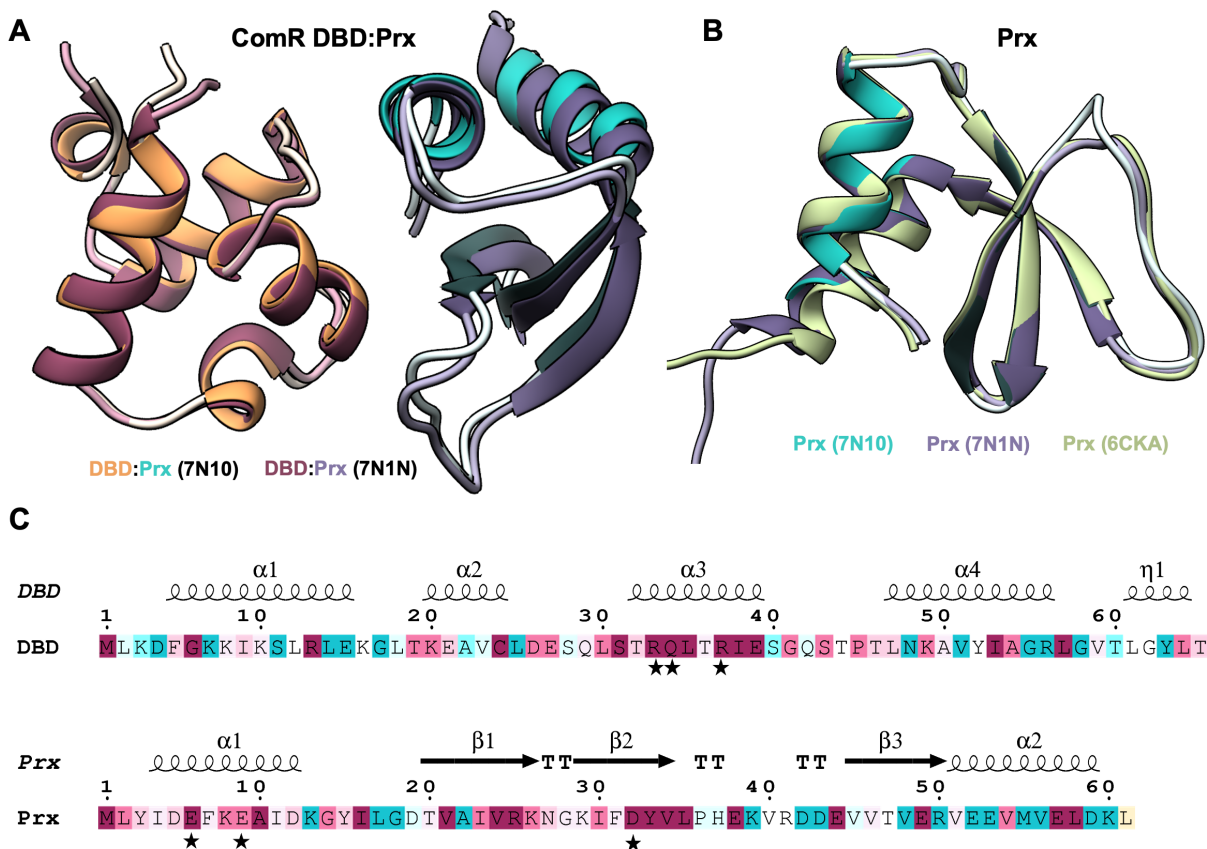 A
ComR DBD:Prx
B
Prx
DBD:Prx (7N10) DBD:Prx (7N1N)
Prx (7N10) Prx (7N1N) Prx (6CKA)
C
DBD α1 α2 α3 α4 η1
1 10 20 30 40 50 60
DBD MLKDFGKKIKSLRLEKGLTKEAVCLDESQLSTRQLTRIESGQSTPTLNKAVYIAGRLGVTLGYLT
Prx α1 β1 TT β2 TT TT β3 α2
1 10 20 30 40 50 60
Prx MLYIDEFKEAIDKGYILGDTVAIVRKNGKIFDYVLPHEKVRDDEVVTVERVEEVMVELDKL